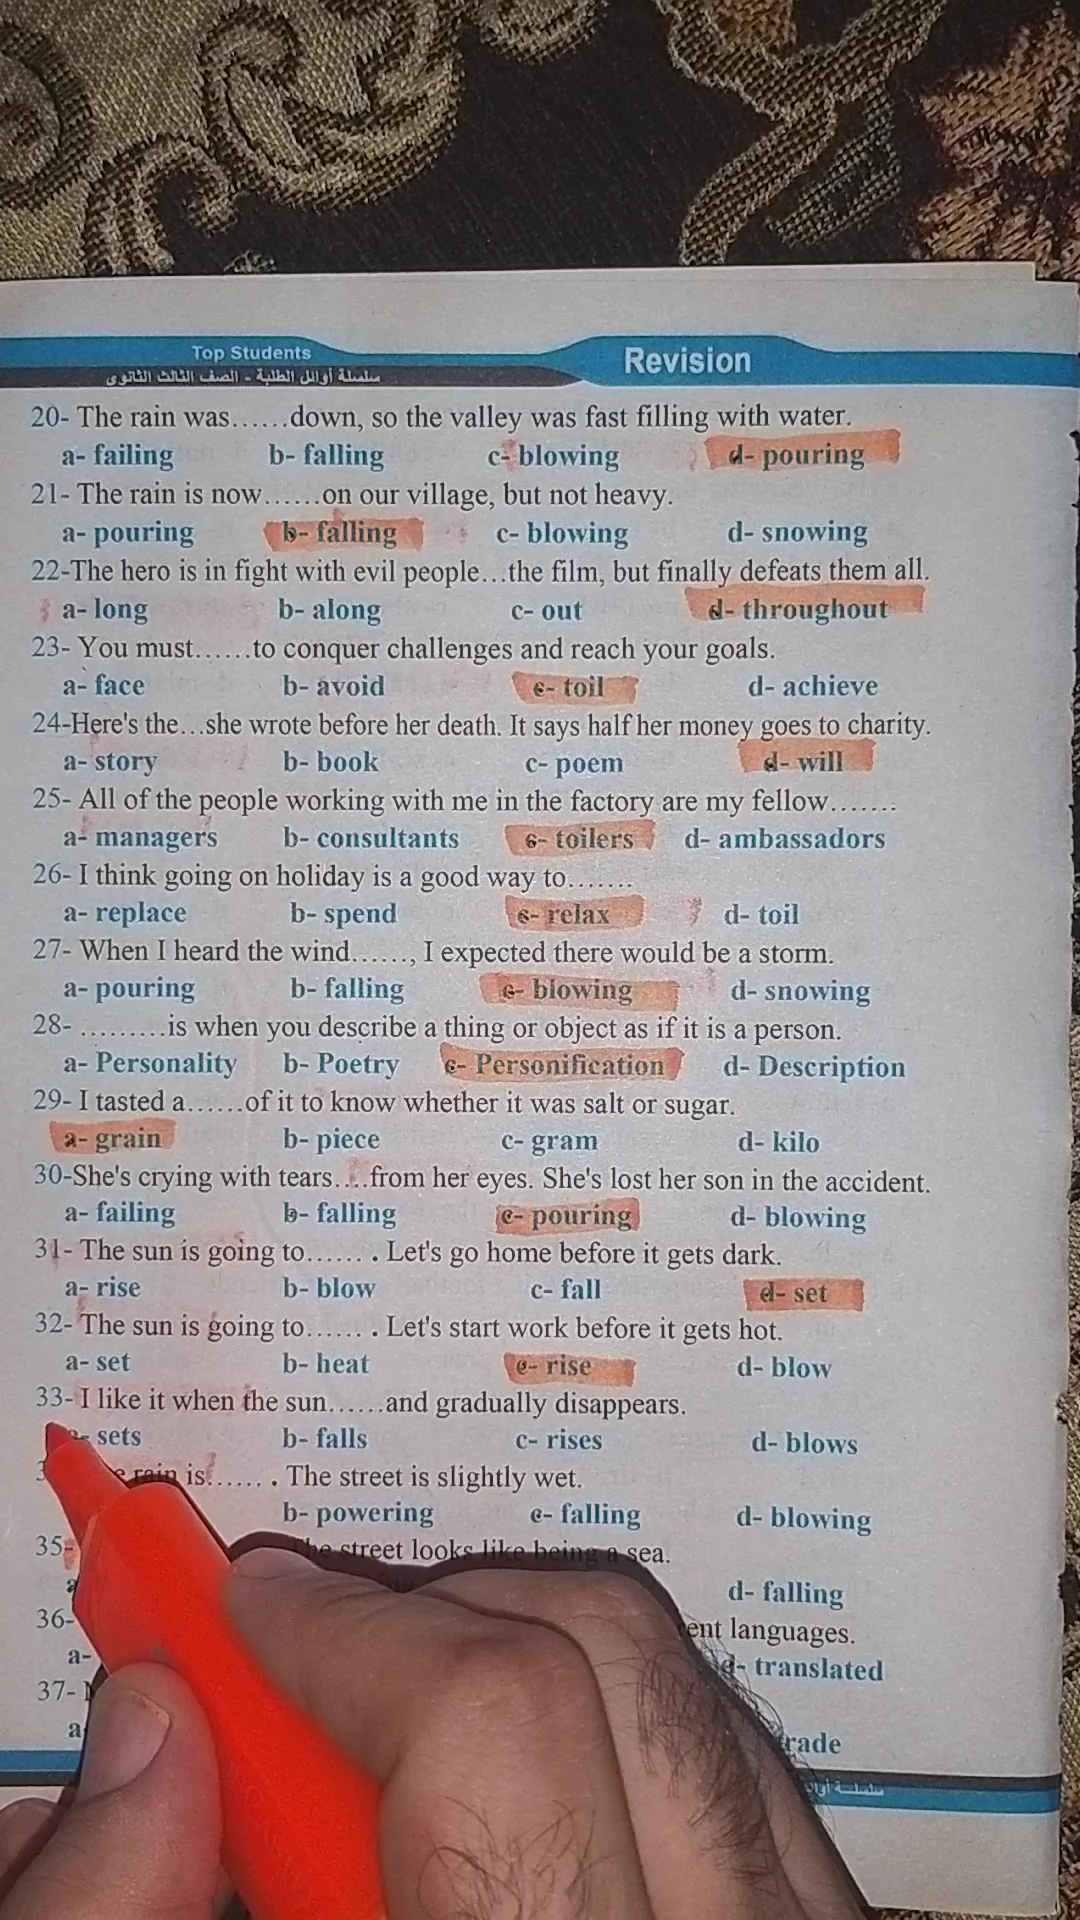 Top Students
Revision
سلسلة أوائل الطلبة - الصف الثالث الثانوى
20- The rain was......down, so the valley was fast filling with water.
a- failing b- falling c- blowing d- pouring
21- The rain is now......on our village, but not heavy.
a- pouring b- falling c- blowing d- snowing
22-The hero is in fight with evil people...the film, but finally defeats them all.
a- long b- along c- out d- throughout
23- You must......to conquer challenges and reach your goals.
a- face b- avoid c- toil d- achieve
24-Here's the...she wrote before her death. It says half her money goes to charity.
a- story b- book c- poem d- will
25- All of the people working with me in the factory are my fellow.......
a- managers b- consultants c- toilers d- ambassadors
26- I think going on holiday is a good way to.......
a- replace b- spend c- relax d- toil
27- When I heard the wind......, I expected there would be a storm.
a- pouring b- falling c- blowing d- snowing
28- .........is when you describe a thing or object as if it is a person.
a- Personality b- Poetry c- Personification d- Description
29- I tasted a......of it to know whether it was salt or sugar.
a- grain b- piece c- gram d- kilo
30-She's crying with tears....from her eyes. She's lost her son in the accident.
a- failing b- falling c- pouring d- blowing
31- The sun is going to....... . Let's go home before it gets dark.
a- rise b- blow c- fall d- set
32- The sun is going to...... . Let's start work before it gets hot.
a- set b- heat c- rise d- blow
33- I like it when the sun......and gradually disappears.
sets b- falls c- rises d- blows
rain is...... . The street is slightly wet.
b- powering c- falling d- blowing
35- street looks like being a sea.
d- falling
36- languages.
a- d- translated
37-
a-